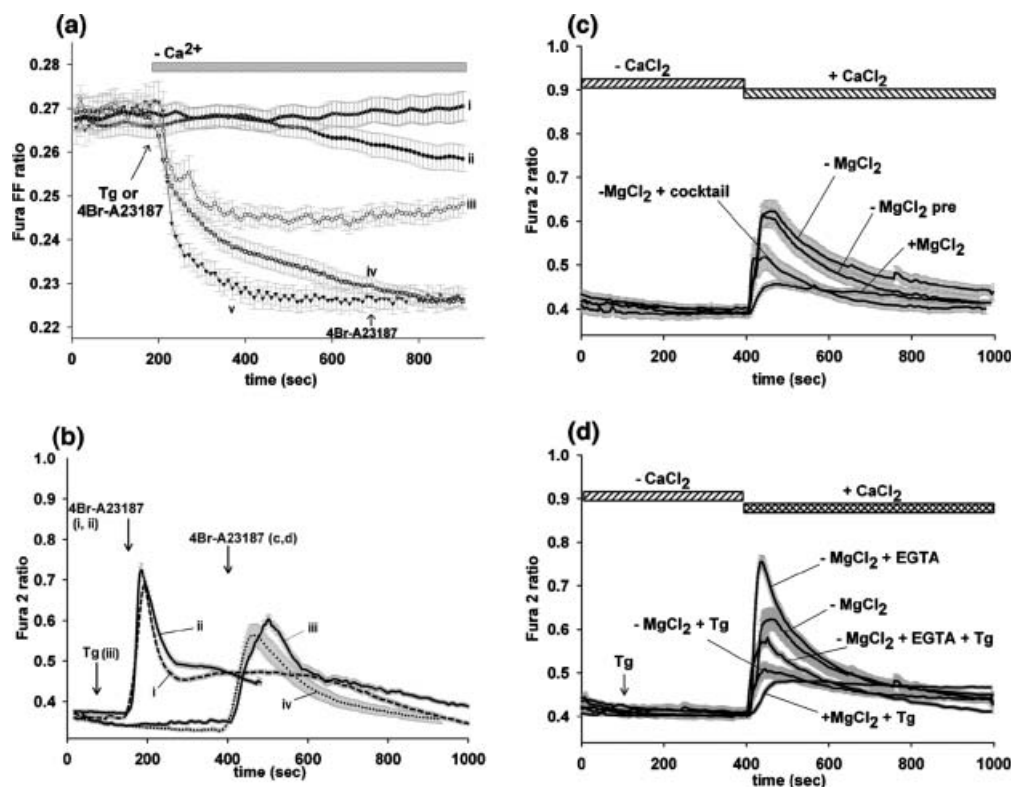 (a)
- Ca2+
0.28
0.27
0.26
0.25
0.24
0.23
0.22
Fura FF ratio
i
ii
iii
iv
v
Tg or
4Br-A23187
4Br-A23187
0
200
400
600
800
time (sec)
(c)
- CaCl2
+ CaCl2
1.0
0.9
0.8
0.7
0.6
0.5
0.4
Fura 2 ratio
- MgCl2
-MgCl2 + cocktail
- MgCl2 pre
+MgCl2
0
200
400
600
800
1000
time (sec)
(b)
1.0
0.9
0.8
0.7
0.6
0.5
0.4
0.3
Fura 2 ratio
4Br-A23187
(i, ii)
4Br-A23187 (c,d)
Tg (iii)
ii
i
iii
iv
0
200
400
600
800
1000
time (sec)
(d)
- CaCl2
+ CaCl2
1.0
0.9
0.8
0.7
0.6
0.5
0.4
Fura 2 ratio
- MgCl2 + EGTA
- MgCl2
- MgCl2 + Tg
- MgCl2 + EGTA + Tg
Tg
+MgCl2 + Tg
0
200
400
600
800
1000
time (sec)